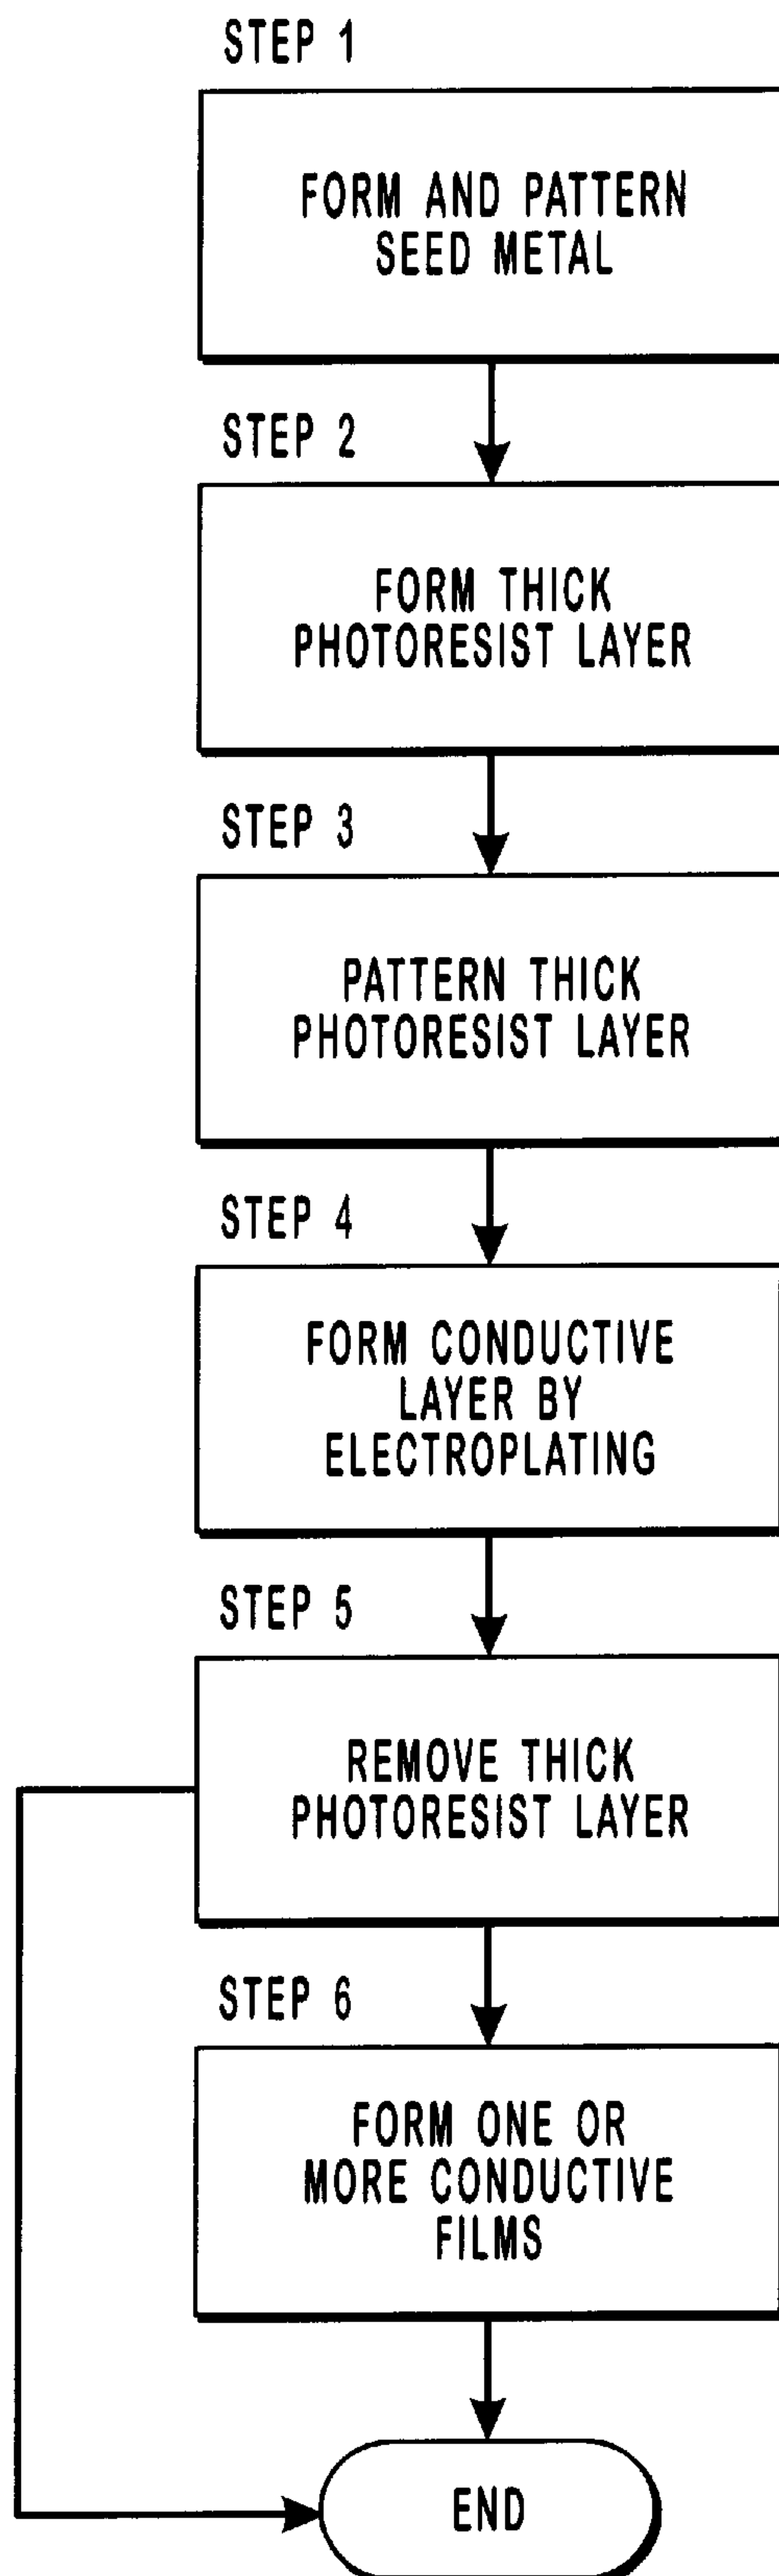 STEP 1
FORM AND PATTERN
SEED METAL
STEP 2
FORM THICK
PHOTORESIST LAYER
STEP 3
PATTERN THICK
PHOTORESIST LAYER
STEP 4
FORM CONDUCTIVE
LAYER BY
ELECTROPLATING
STEP 5
REMOVE THICK
PHOTORESIST LAYER
STEP 6
FORM ONE OR
MORE CONDUCTIVE
FILMS
END